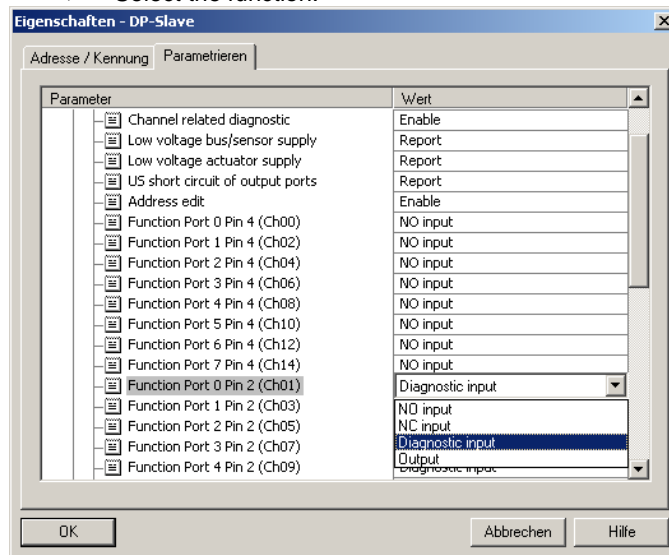 Select the function.
Eigenschaften - DP-Slave
Adresse / Kennung Parametrieren
Parameter Wert
Channel related diagnostic Enable
Low voltage bus/sensor supply Report
Low voltage actuator supply Report
US short circuit of output ports Report
Address edit Enable
Function Port 0 Pin 4 (Ch00) NO input
Function Port 1 Pin 4 (Ch02) NO input
Function Port 2 Pin 4 (Ch04) NO input
Function Port 3 Pin 4 (Ch06) NO input
Function Port 4 Pin 4 (Ch08) NO input
Function Port 5 Pin 4 (Ch10) NO input
Function Port 6 Pin 4 (Ch12) NO input
Function Port 7 Pin 4 (Ch14) NO input
Function Port 0 Pin 2 (Ch01) Diagnostic input
Function Port 1 Pin 2 (Ch03) NO input
Function Port 2 Pin 2 (Ch05) NC input
Function Port 3 Pin 2 (Ch07) Diagnostic input
Function Port 4 Pin 2 (Ch09) Output
Diagnostic input
OK Abbrechen Hilfe